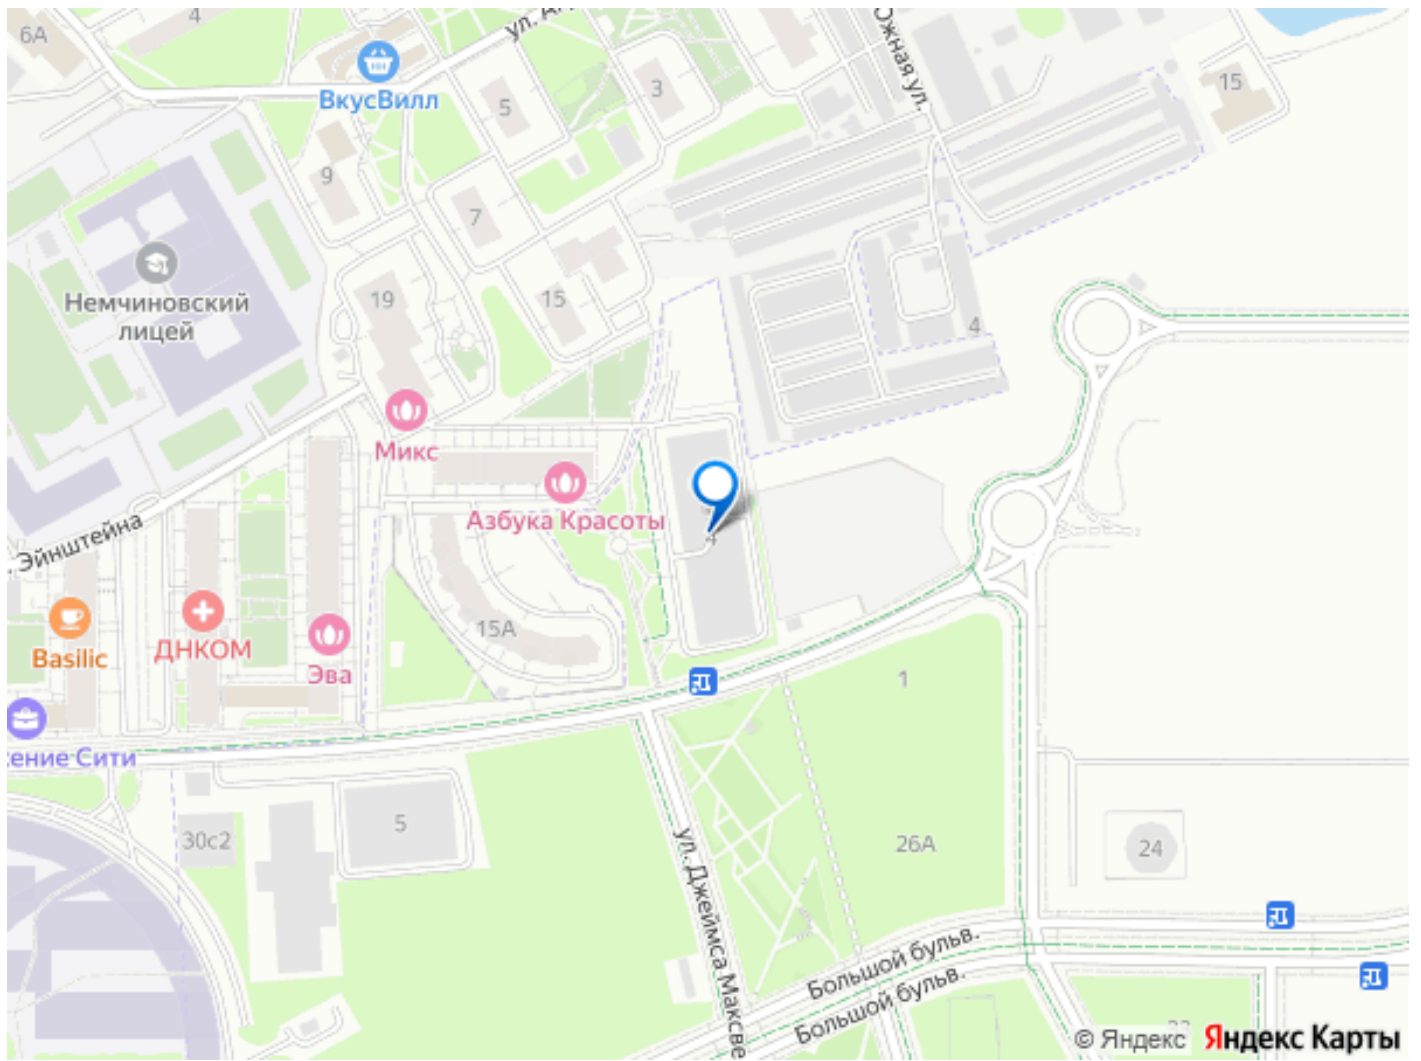 6А
4
ул.
ВкусВилл
Южная ул.
5
3
15
9
7
Немчиновский
лицей
19
15
4
Микс
Азбука Красоты
4
Эйнштейна
15А
Basilic
ДНКОМ
Эва
1
ение Сити
5
30с2
26А
24
ул. Джеймса Максве
Большой бульв.
Большой бульв.
© Яндекс Яндекс Карты